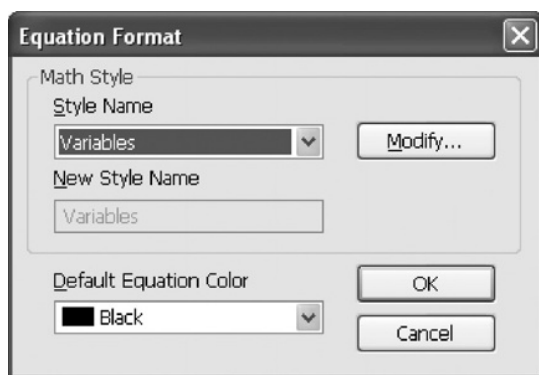 Equation Format
Math Style
Style Name
Variables
Modify...
New Style Name
Variables
Default Equation Color
OK
Black
Cancel